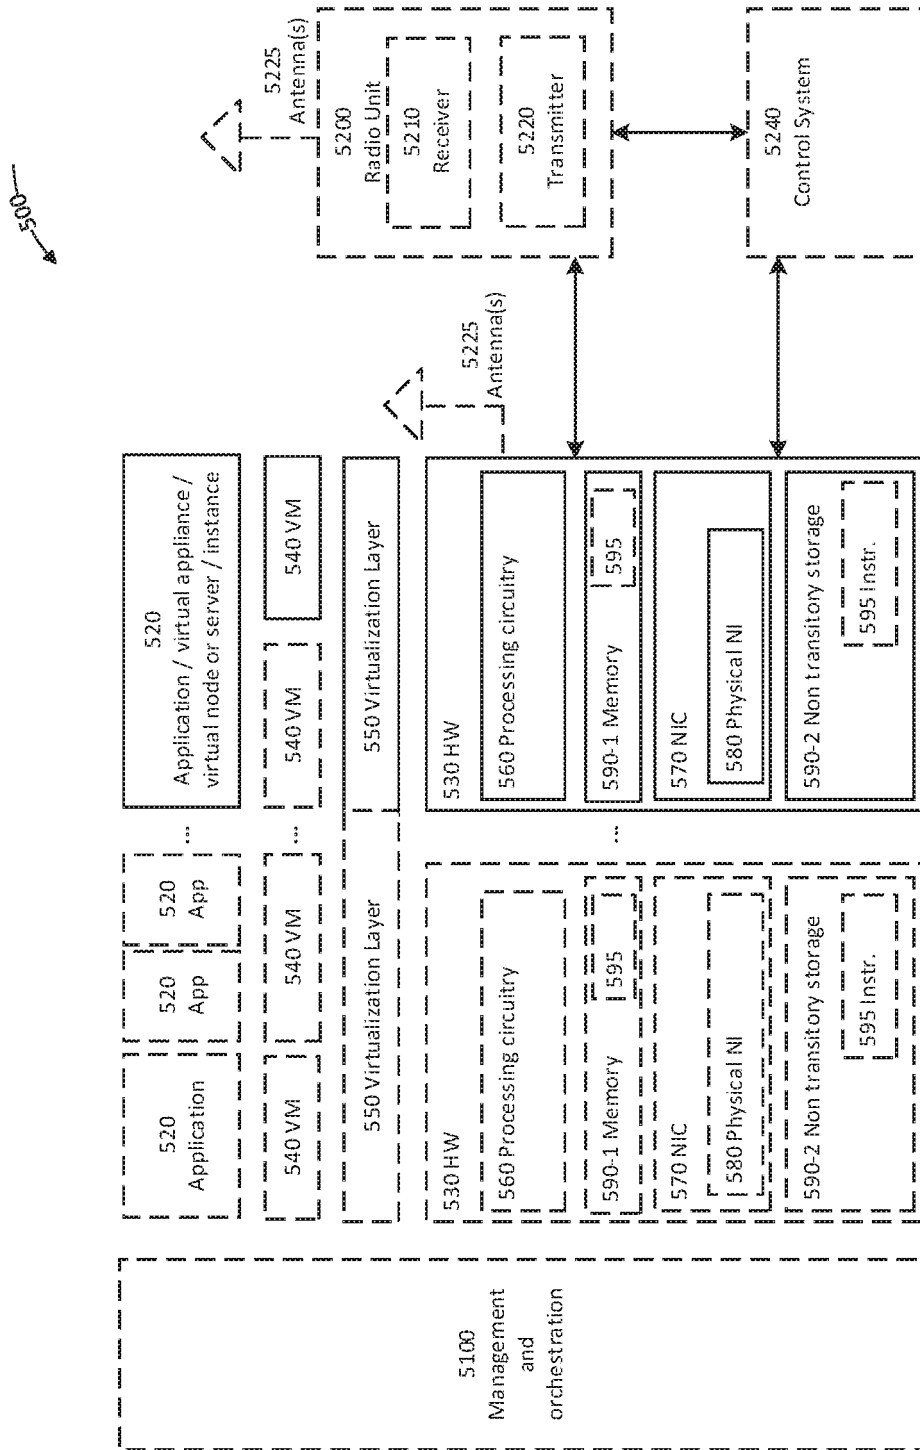 500
5100
Management
and
orchestration
520
Application
520
App
520
App
...
520
Application / virtual appliance /
virtual node or server / instance
540 VM
540 VM
...
540 VM
540 VM
550 Virtualization Layer
550 Virtualization Layer
530 HW
560 Processing circuitry
590-1 Memory
595
570 NIC
580 Physical NI
590-2 Non transitory storage
595 Instr.
...
530 HW
560 Processing circuitry
590-1 Memory
595
570 NIC
580 Physical NI
590-2 Non transitory storage
595 Instr.
5225
Antenna(s)
5225
Antenna(s)
5200
Radio Unit
5210
Receiver
5220
Transmitter
5240
Control System